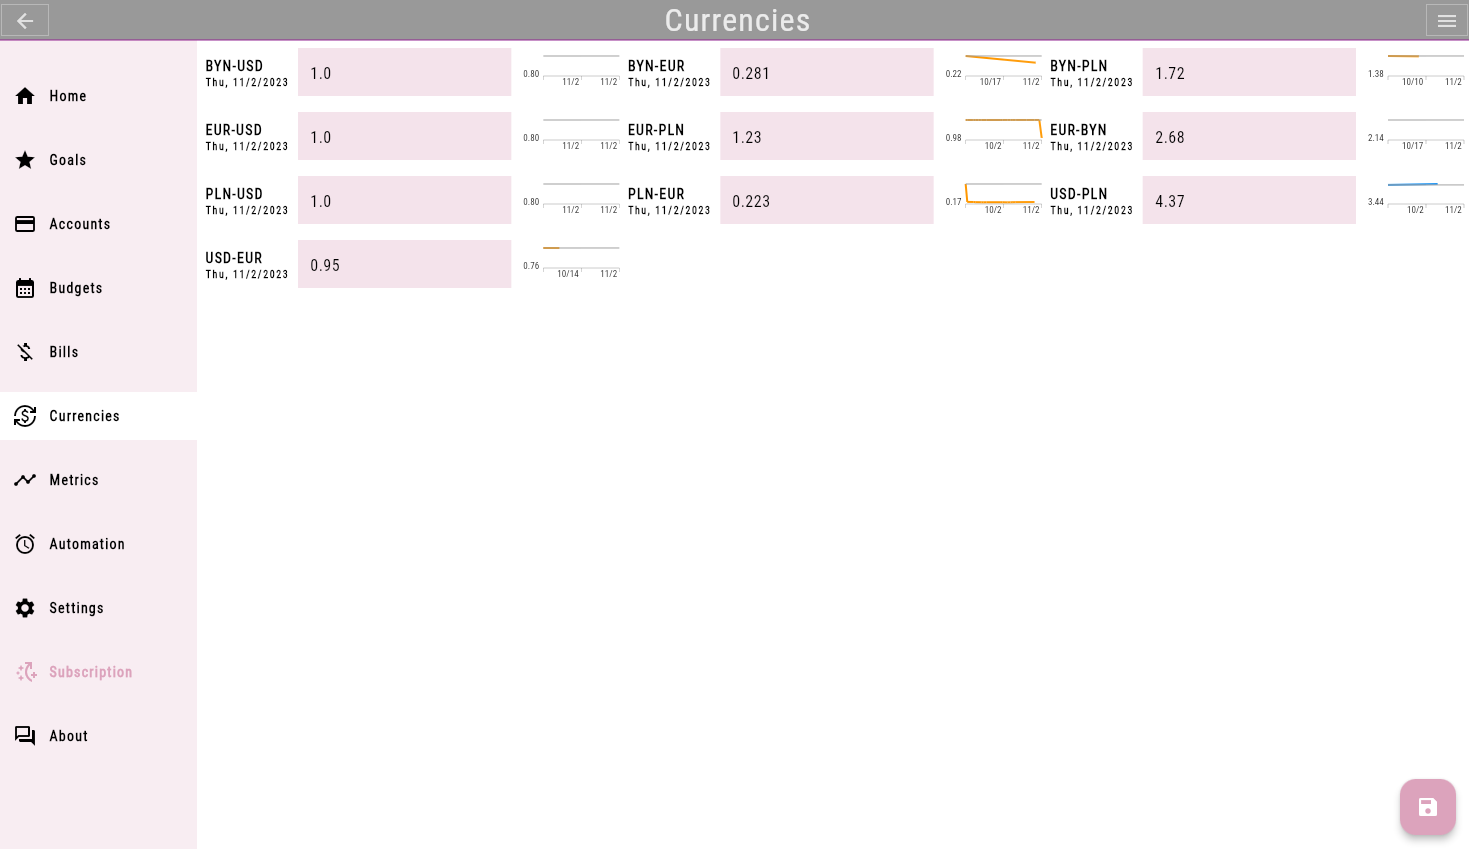 Currencies
Home
Goals
Accounts
Budgets
Bills
Currencies
Metrics
Automation
Settings
Subscription
About
BYN-USD
Thu, 11/2/2023
1.0
0.80
11/2 11/2
BYN-EUR
Thu, 11/2/2023
0.281
0.22
10/17 11/2
BYN-PLN
Thu, 11/2/2023
1.72
1.38
10/10 11/2
EUR-USD
Thu, 11/2/2023
1.0
0.80
11/2 11/2
EUR-PLN
Thu, 11/2/2023
1.23
0.98
10/2 11/2
EUR-BYN
Thu, 11/2/2023
2.68
2.14
10/17 11/2
PLN-USD
Thu, 11/2/2023
1.0
0.80
11/2 11/2
PLN-EUR
Thu, 11/2/2023
0.223
0.17
10/2 11/2
USD-PLN
Thu, 11/2/2023
4.37
3.44
10/2 11/2
USD-EUR
Thu, 11/2/2023
0.95
0.76
10/14 11/2